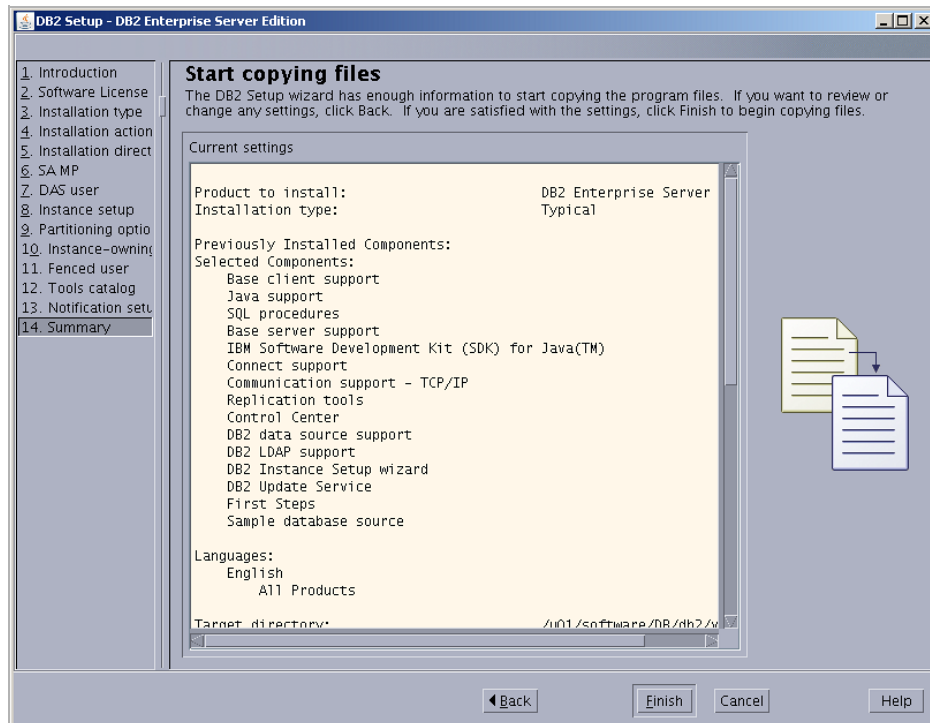 DB2 Setup - DB2 Enterprise Server Edition
1. Introduction
2. Software License
3. Installation type
4. Installation action
5. Installation direct
6. SA MP
7. DAS user
8. Instance setup
9. Partitioning optio
10. Instance-owning
11. Fenced user
12. Tools catalog
13. Notification setu
14. Summary
Start copying files
The DB2 Setup wizard has enough information to start copying the program files. If you want to review or
change any settings, click Back. If you are satisfied with the settings, click Finish to begin copying files.
Current settings
Product to install: DB2 Enterprise Server
Installation type: Typical
Previously Installed Components:
Selected Components:
Base client support
Java support
SQL procedures
Base server support
IBM Software Development Kit (SDK) for Java(TM)
Connect support
Communication support - TCP/IP
Replication tools
Control Center
DB2 data source support
DB2 LDAP support
DB2 Instance Setup wizard
DB2 Update Service
First Steps
Sample database source
Languages:
English
All Products
Target directory: /u01/software/DB/db2/v
Back
Finish
Cancel
Help